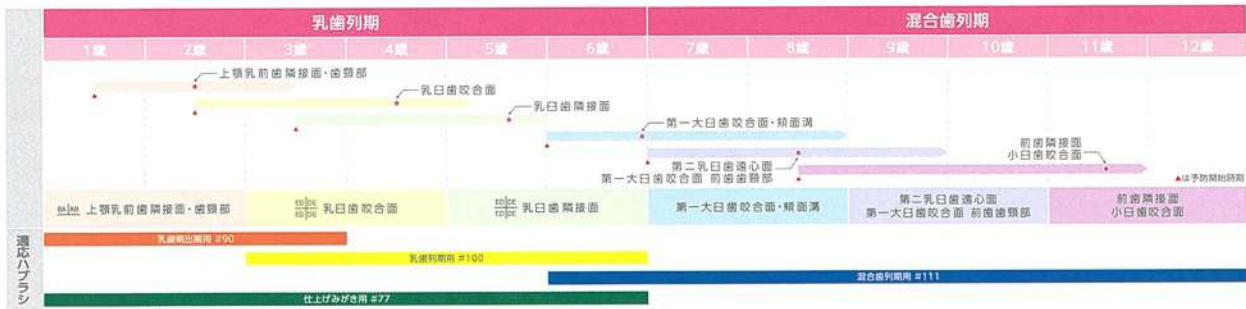 乳歯列期
混合歯列期
1歳 2歳 3歳 4歳 5歳 6歳 7歳 8歳 9歳 10歳 11歳 12歳
上顎乳前歯隣接面・歯頸部
乳臼歯咬合面
乳臼歯隣接面
第一大臼歯咬合面・頬面溝
第二乳臼歯遠心面
第一大臼歯咬合面 前歯歯頸部
前歯隣接面
小臼歯咬合面
▲は予防開始時期
BA|AB 上顎乳前歯隣接面・歯頸部
ED|DE
ED|DE
乳臼歯咬合面
ED|DE
ED|DE
乳臼歯隣接面
第一大臼歯咬合面・頬面溝
第二乳臼歯遠心面
第一大臼歯咬合面 前歯歯頸部
前歯隣接面
小臼歯咬合面
適応ハブラシ
乳歯萌出期用 #90
乳歯列期用 #100
混合歯列期用 #111
仕上げみがき用 #77